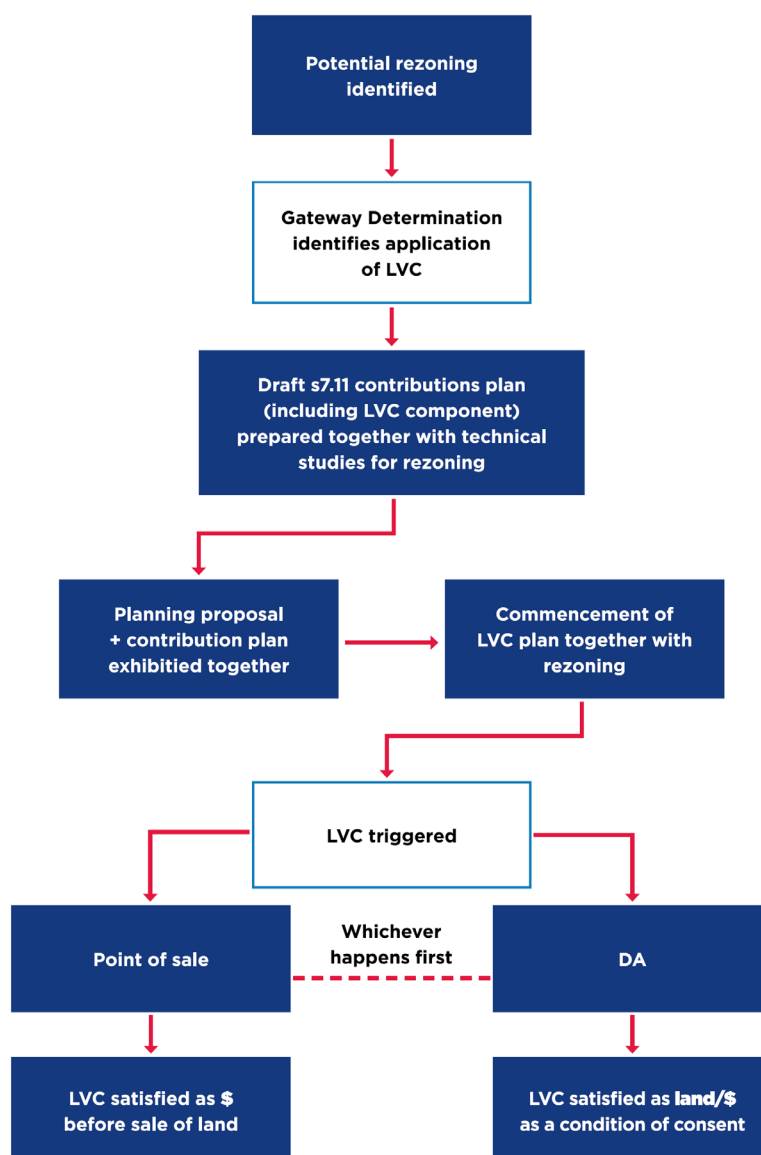 Potential rezoning
identified
Gateway Determination
identifies application
of LVC
Draft s7.11 contributions plan
(including LVC component)
prepared together with technical
studies for rezoning
Planning proposal
+ contribution plan
exhibitied together
Commencement of
LVC plan together with
rezoning
LVC triggered
Point of sale
Whichever
happens first
DA
LVC satisfied as $
before sale of land
LVC satisfied as land/$
as a condition of consent